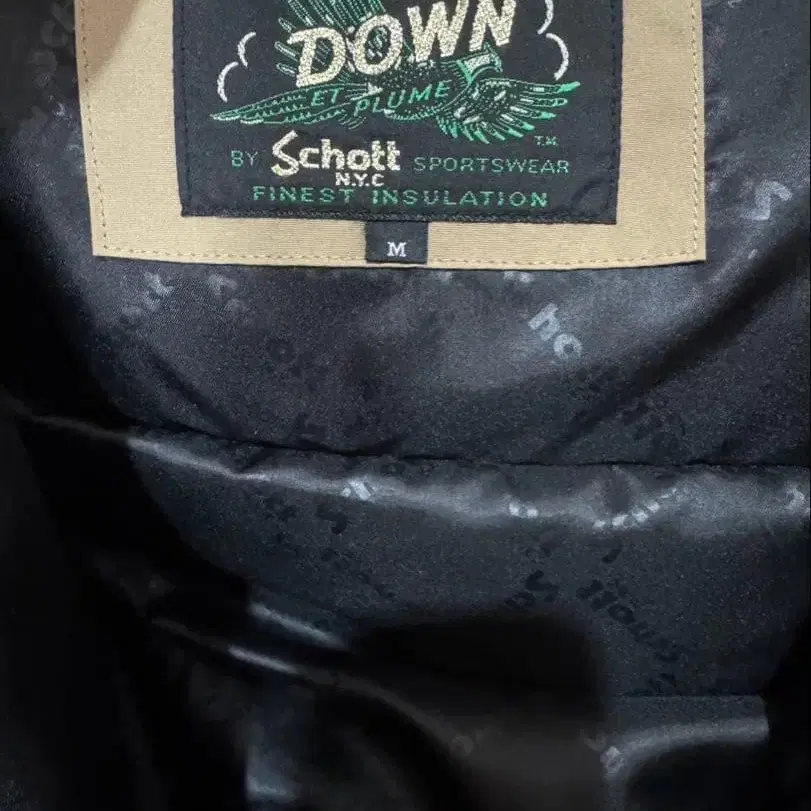 DOWN
ET PLUME
T.M.
BY Schott SPORTSWEAR
N.Y.C
FINEST INSULATION
M